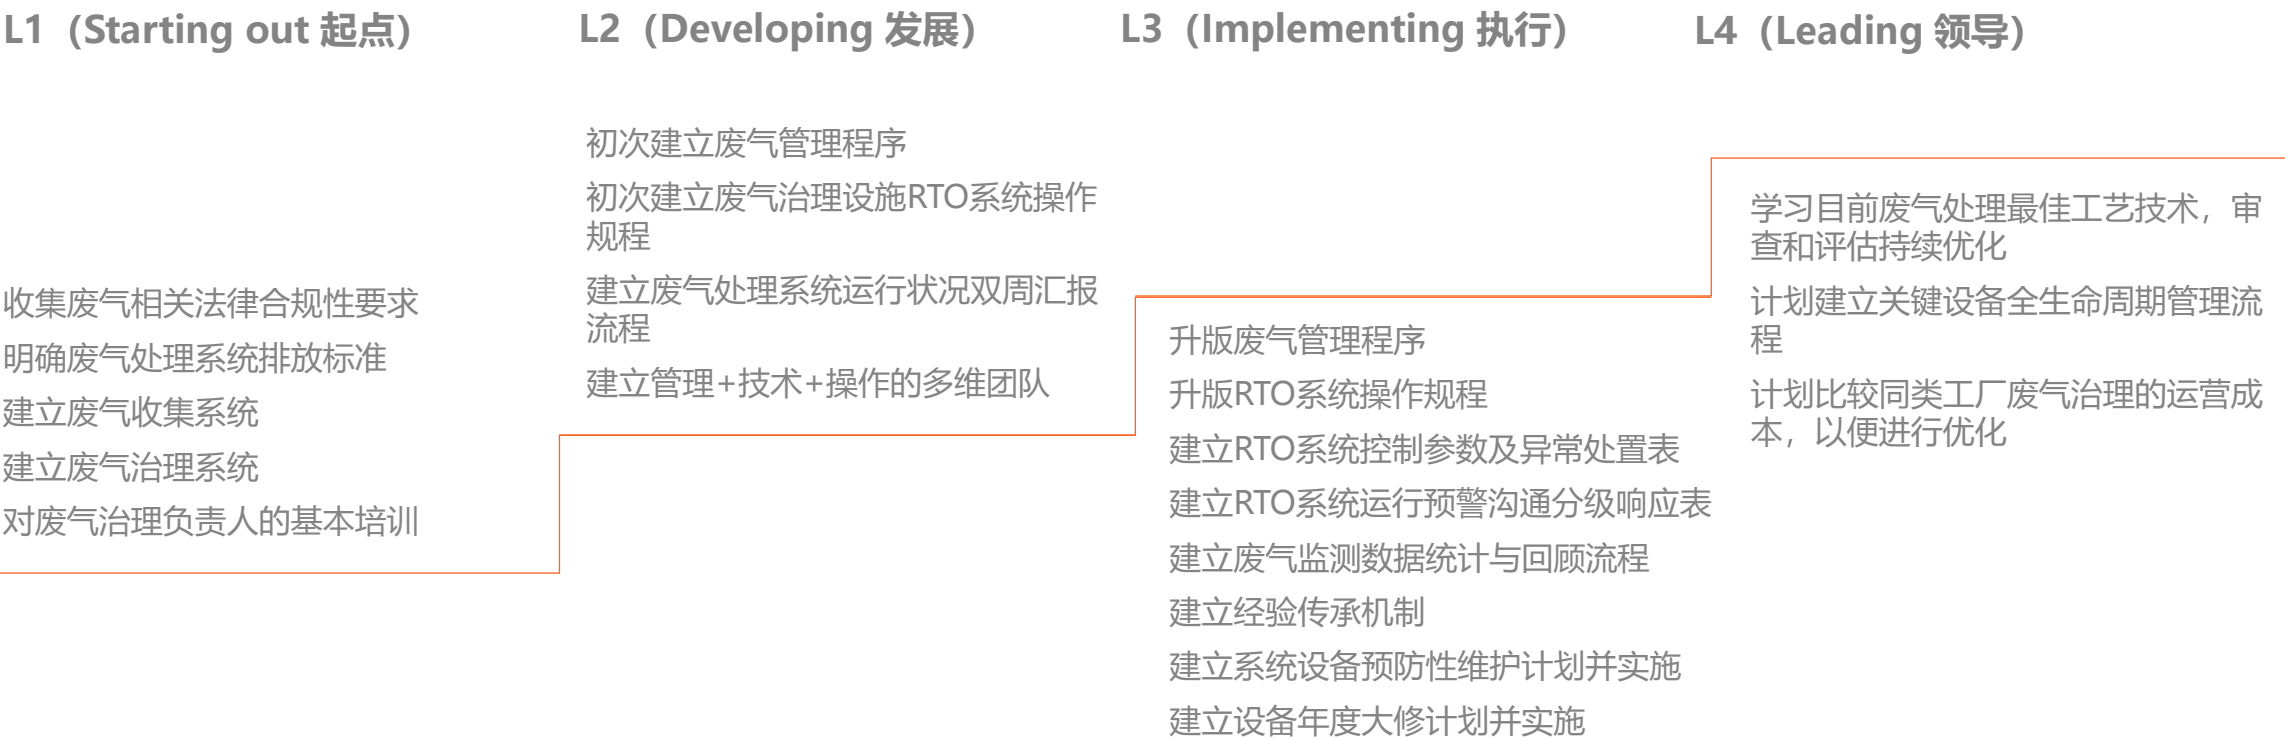 L1（Starting out 起点）
收集废气相关法律合规性要求
明确废气处理系统排放标准
建立废气收集系统
建立废气治理系统
对废气治理负责人的基本培训
L2（Developing 发展）
初次建立废气管理程序
初次建立废气治理设施RTO系统操作
规程
建立废气处理系统运行状况双周汇报
流程
建立管理+技术+操作的多维团队
L3（Implementing 执行）
升版废气管理程序
升版RTO系统操作规程
建立RTO系统控制参数及异常处置表
建立RTO系统运行预警沟通分级响应表
建立废气监测数据统计与回顾流程
建立经验传承机制
建立系统设备预防性维护计划并实施
建立设备年度大修计划并实施
L4（Leading 领导）
学习目前废气处理最佳工艺技术，审
查和评估持续优化
计划建立关键设备全生命周期管理流
程
计划比较同类工厂废气治理的运营成
本，以便进行优化